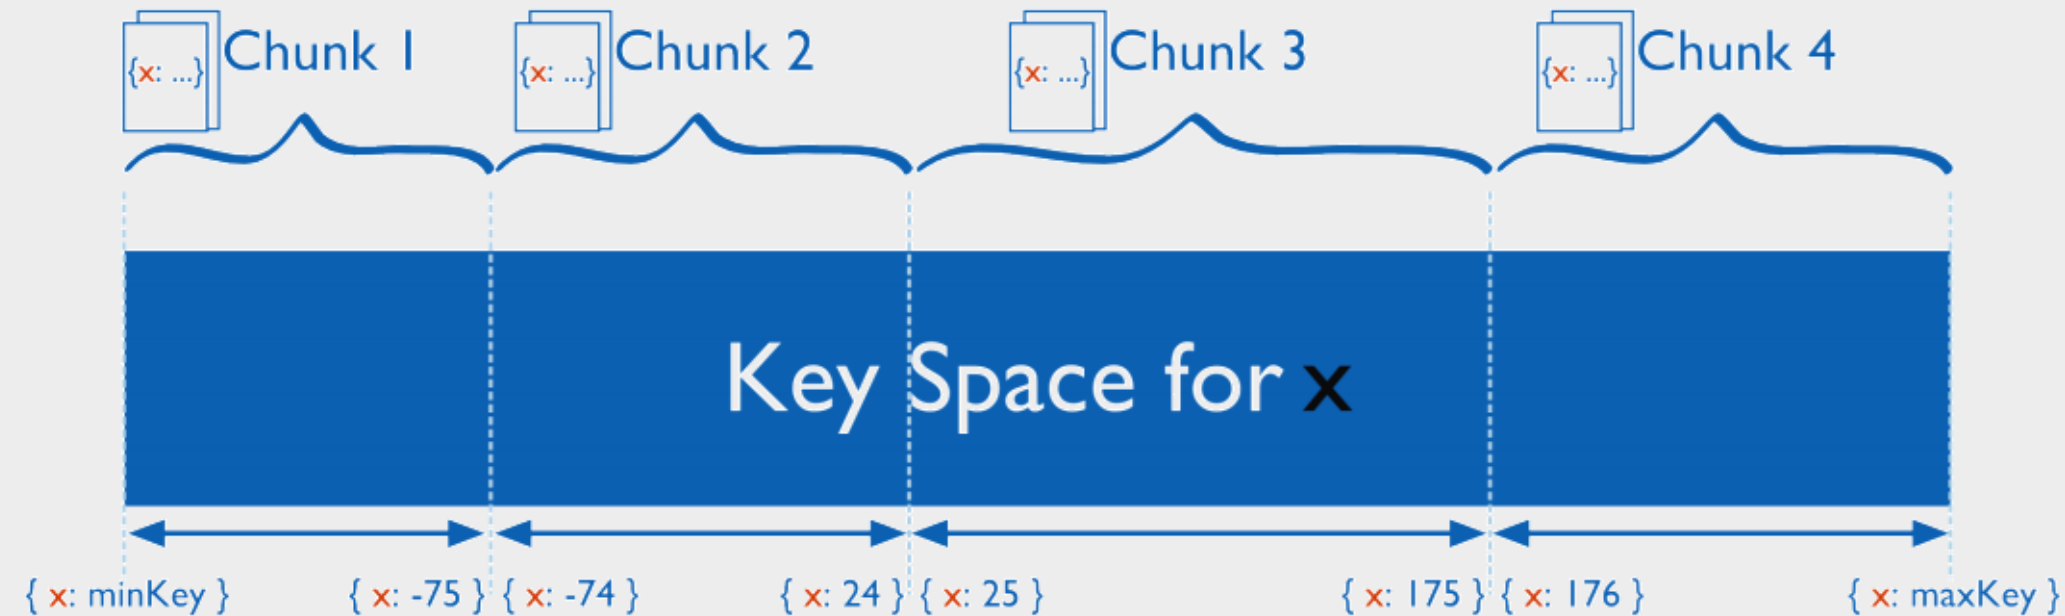 {x: ...} Chunk 1
{x: ...} Chunk 2
{x: ...} Chunk 3
{x: ...} Chunk 4
Key Space for x
{ x: minKey } { x: -75 } { x: -74 } { x: 24 } { x: 25 } { x: 175 } { x: 176 } { x: maxKey }